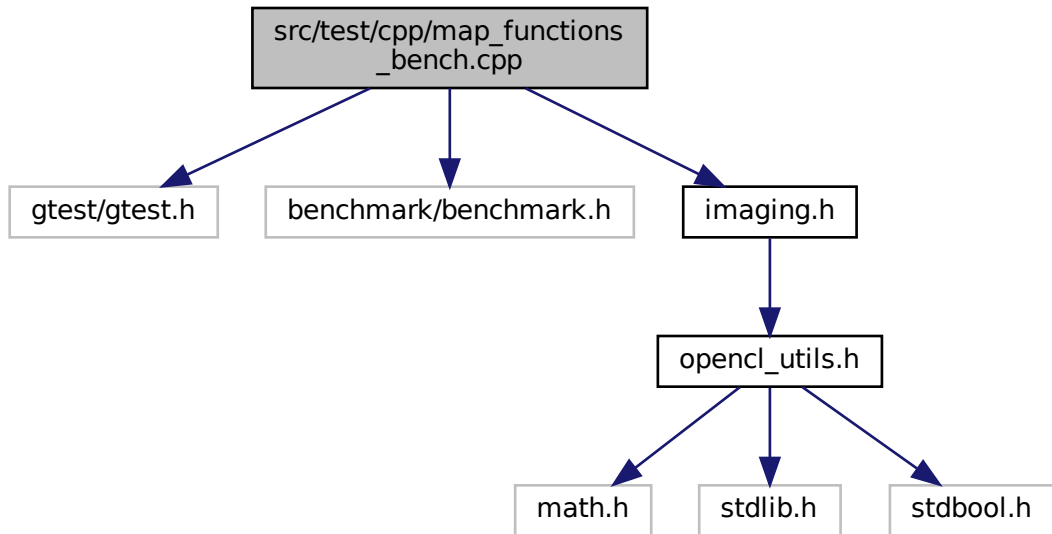 src/test/cpp/map_functions
_bench.cpp
gtest/gtest.h
benchmark/benchmark.h
imaging.h
opencl_utils.h
math.h
stdlib.h
stdbool.h